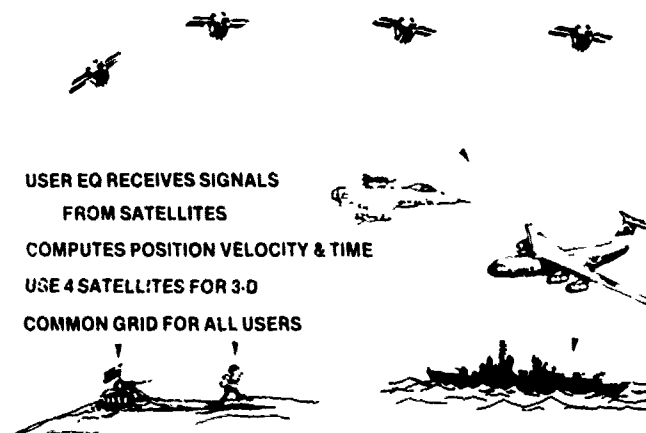 USER EQ RECEIVES SIGNALS
FROM SATELLITES
COMPUTES POSITION VELOCITY & TIME
USE 4 SATELLITES FOR 3-D
COMMON GRID FOR ALL USERS